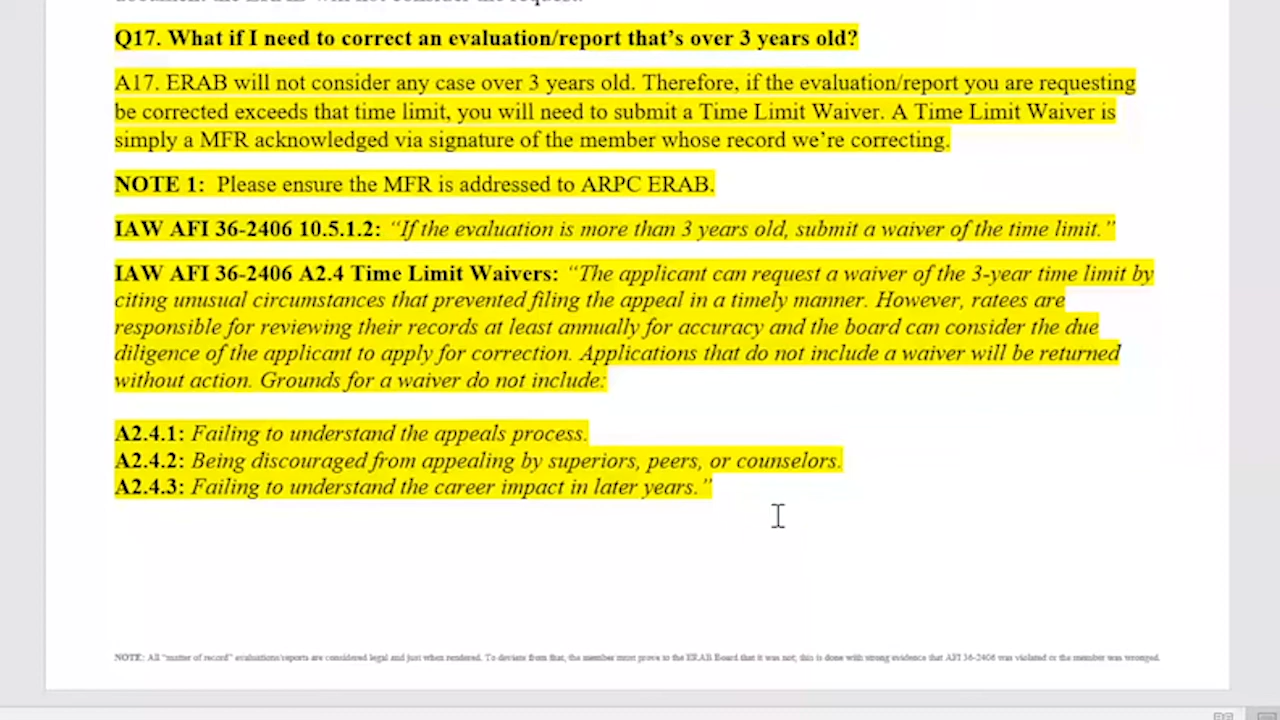 Q17. What if I need to correct an evaluation/report that's over 3 years old?
A17. ERAB will not consider any case over 3 years old. Therefore, if the evaluation/report you are requesting
be corrected exceeds that time limit, you will need to submit a Time Limit Waiver. A Time Limit Waiver is
simply a MFR acknowledged via signature of the member whose record we're correcting.
NOTE 1: Please ensure the MFR is addressed to ARPC ERAB.
IAW AFI 36-2406 10.5.1.2: “If the evaluation is more than 3 years old, submit a waiver of the time limit.”
IAW AFI 36-2406 A2.4 Time Limit Waivers: “The applicant can request a waiver of the 3-year time limit by
citing unusual circumstances that prevented filing the appeal in a timely manner. However, ratees are
responsible for reviewing their records at least annually for accuracy and the board can consider the due
diligence of the applicant to apply for correction. Applications that do not include a waiver will be returned
without action. Grounds for a waiver do not include:
A2.4.1: Failing to understand the appeals process.
A2.4.2: Being discouraged from appealing by superiors, peers, or counselors.
A2.4.3: Failing to understand the career impact in later years.”
NOTE: All “matter of record” evaluations/reports are considered legal and just when rendered. To deviate from that, the member must prove to the ERAB Board that it was not; this is done with strong evidence that AFI 36-2406 was violated or the member was wronged.